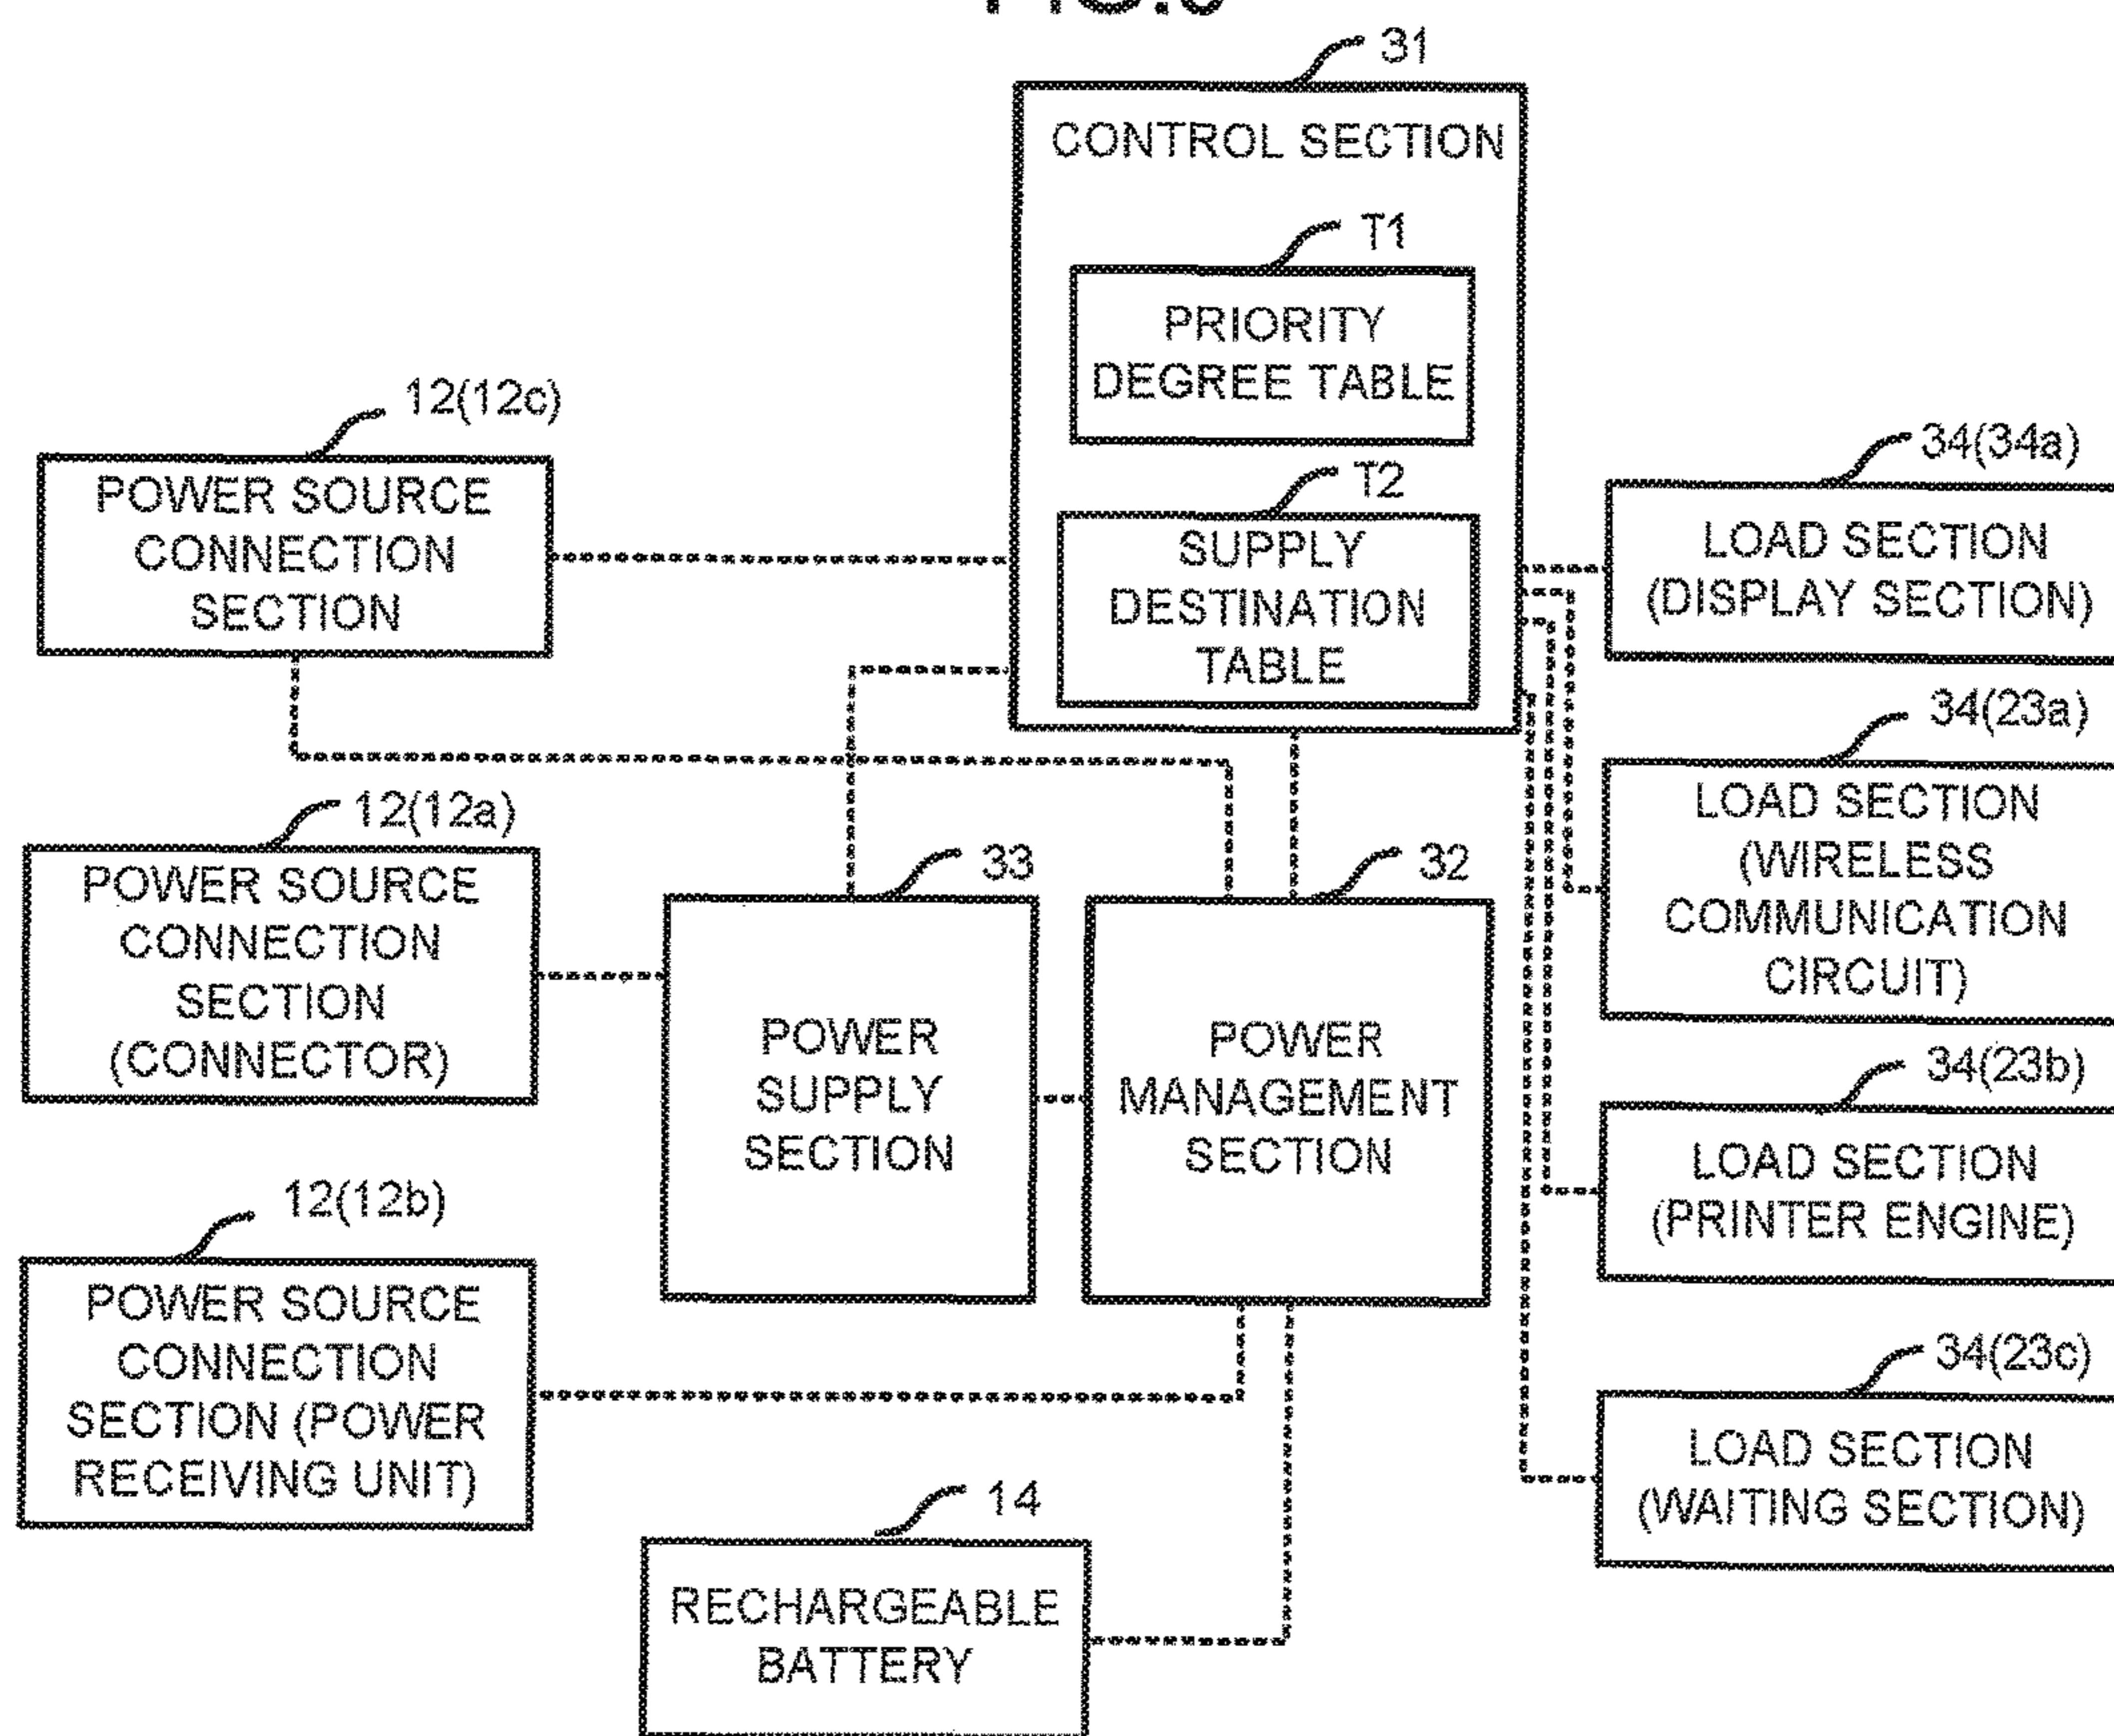 31
CONTROL SECTION
T1
PRIORITY
DEGREE TABLE
T2
SUPPLY
DESTINATION
TABLE
12(12c)
POWER SOURCE
CONNECTION
SECTION
12(12a)
POWER SOURCE
CONNECTION
SECTION
(CONNECTOR)
12(12b)
POWER SOURCE
CONNECTION
SECTION (POWER
RECEIVING UNIT)
33
POWER
SUPPLY
SECTION
32
POWER
MANAGEMENT
SECTION
14
RECHARGEABLE
BATTERY
34(34a)
LOAD SECTION
(DISPLAY SECTION)
34(23a)
LOAD SECTION
(WIRELESS
COMMUNICATION
CIRCUIT)
34(23b)
LOAD SECTION
(PRINTER ENGINE)
34(23c)
LOAD SECTION
(WAITING SECTION)